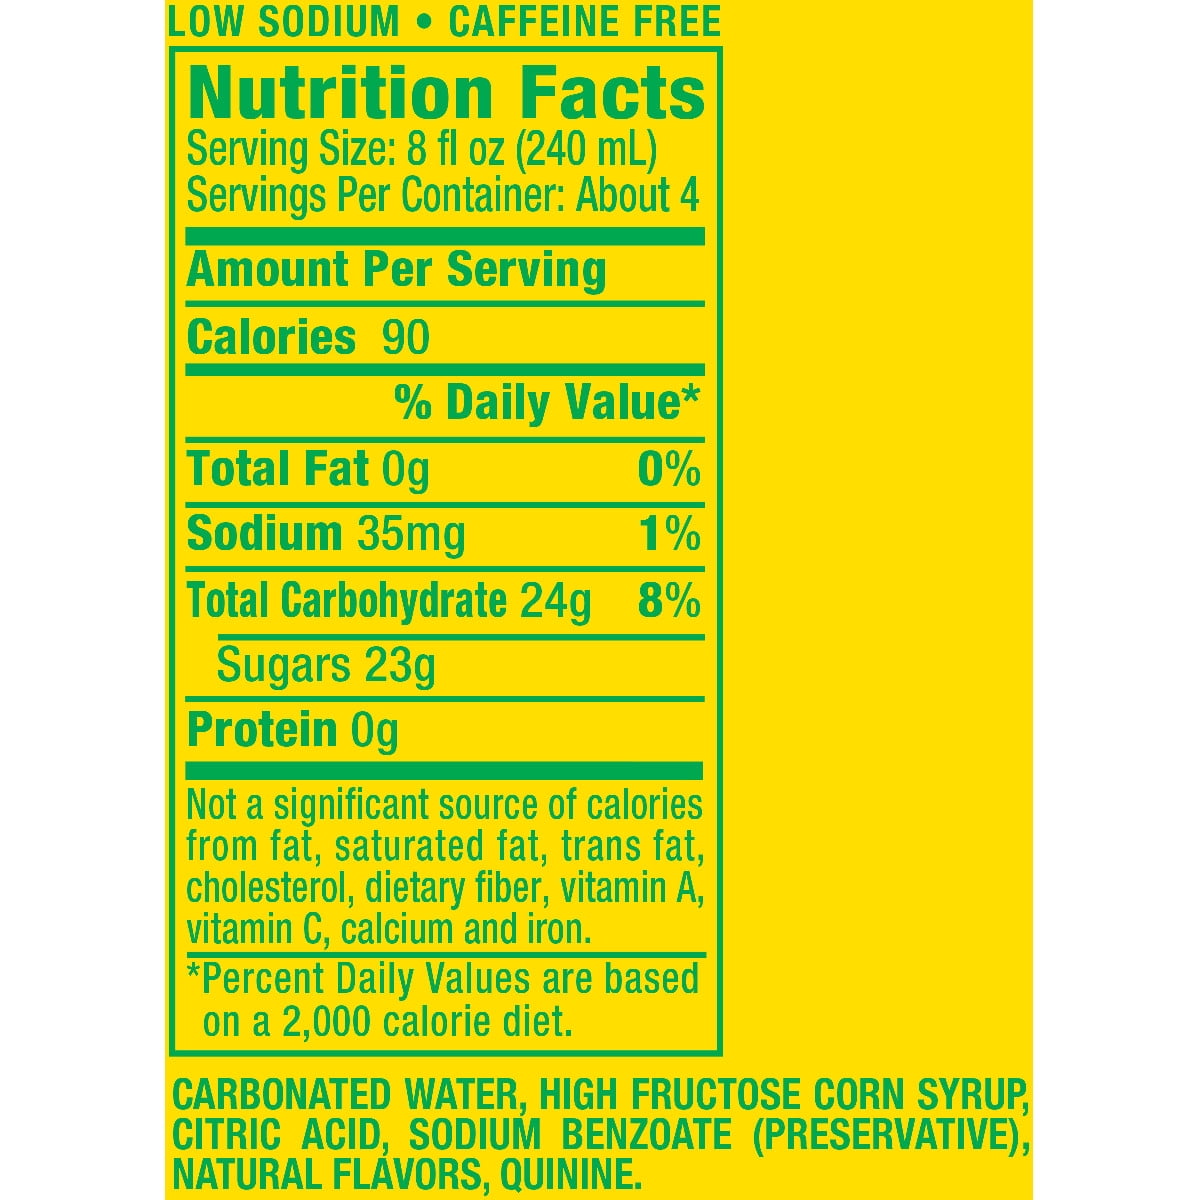 LOW SODIUM • CAFFEINE FREE
Nutrition Facts
Serving Size: 8 fl oz (240 mL)
Servings Per Container: About 4
Amount Per Serving
Calories 90
% Daily Value*
Total Fat 0g 0%
Sodium 35mg 1%
Total Carbohydrate 24g 8%
Sugars 23g
Protein 0g
Not a significant source of calories
from fat, saturated fat, trans fat,
cholesterol, dietary fiber, vitamin A,
vitamin C, calcium and iron.
*Percent Daily Values are based
on a 2,000 calorie diet.
CARBONATED WATER, HIGH FRUCTOSE CORN SYRUP,
CITRIC ACID, SODIUM BENZOATE (PRESERVATIVE),
NATURAL FLAVORS, QUININE.